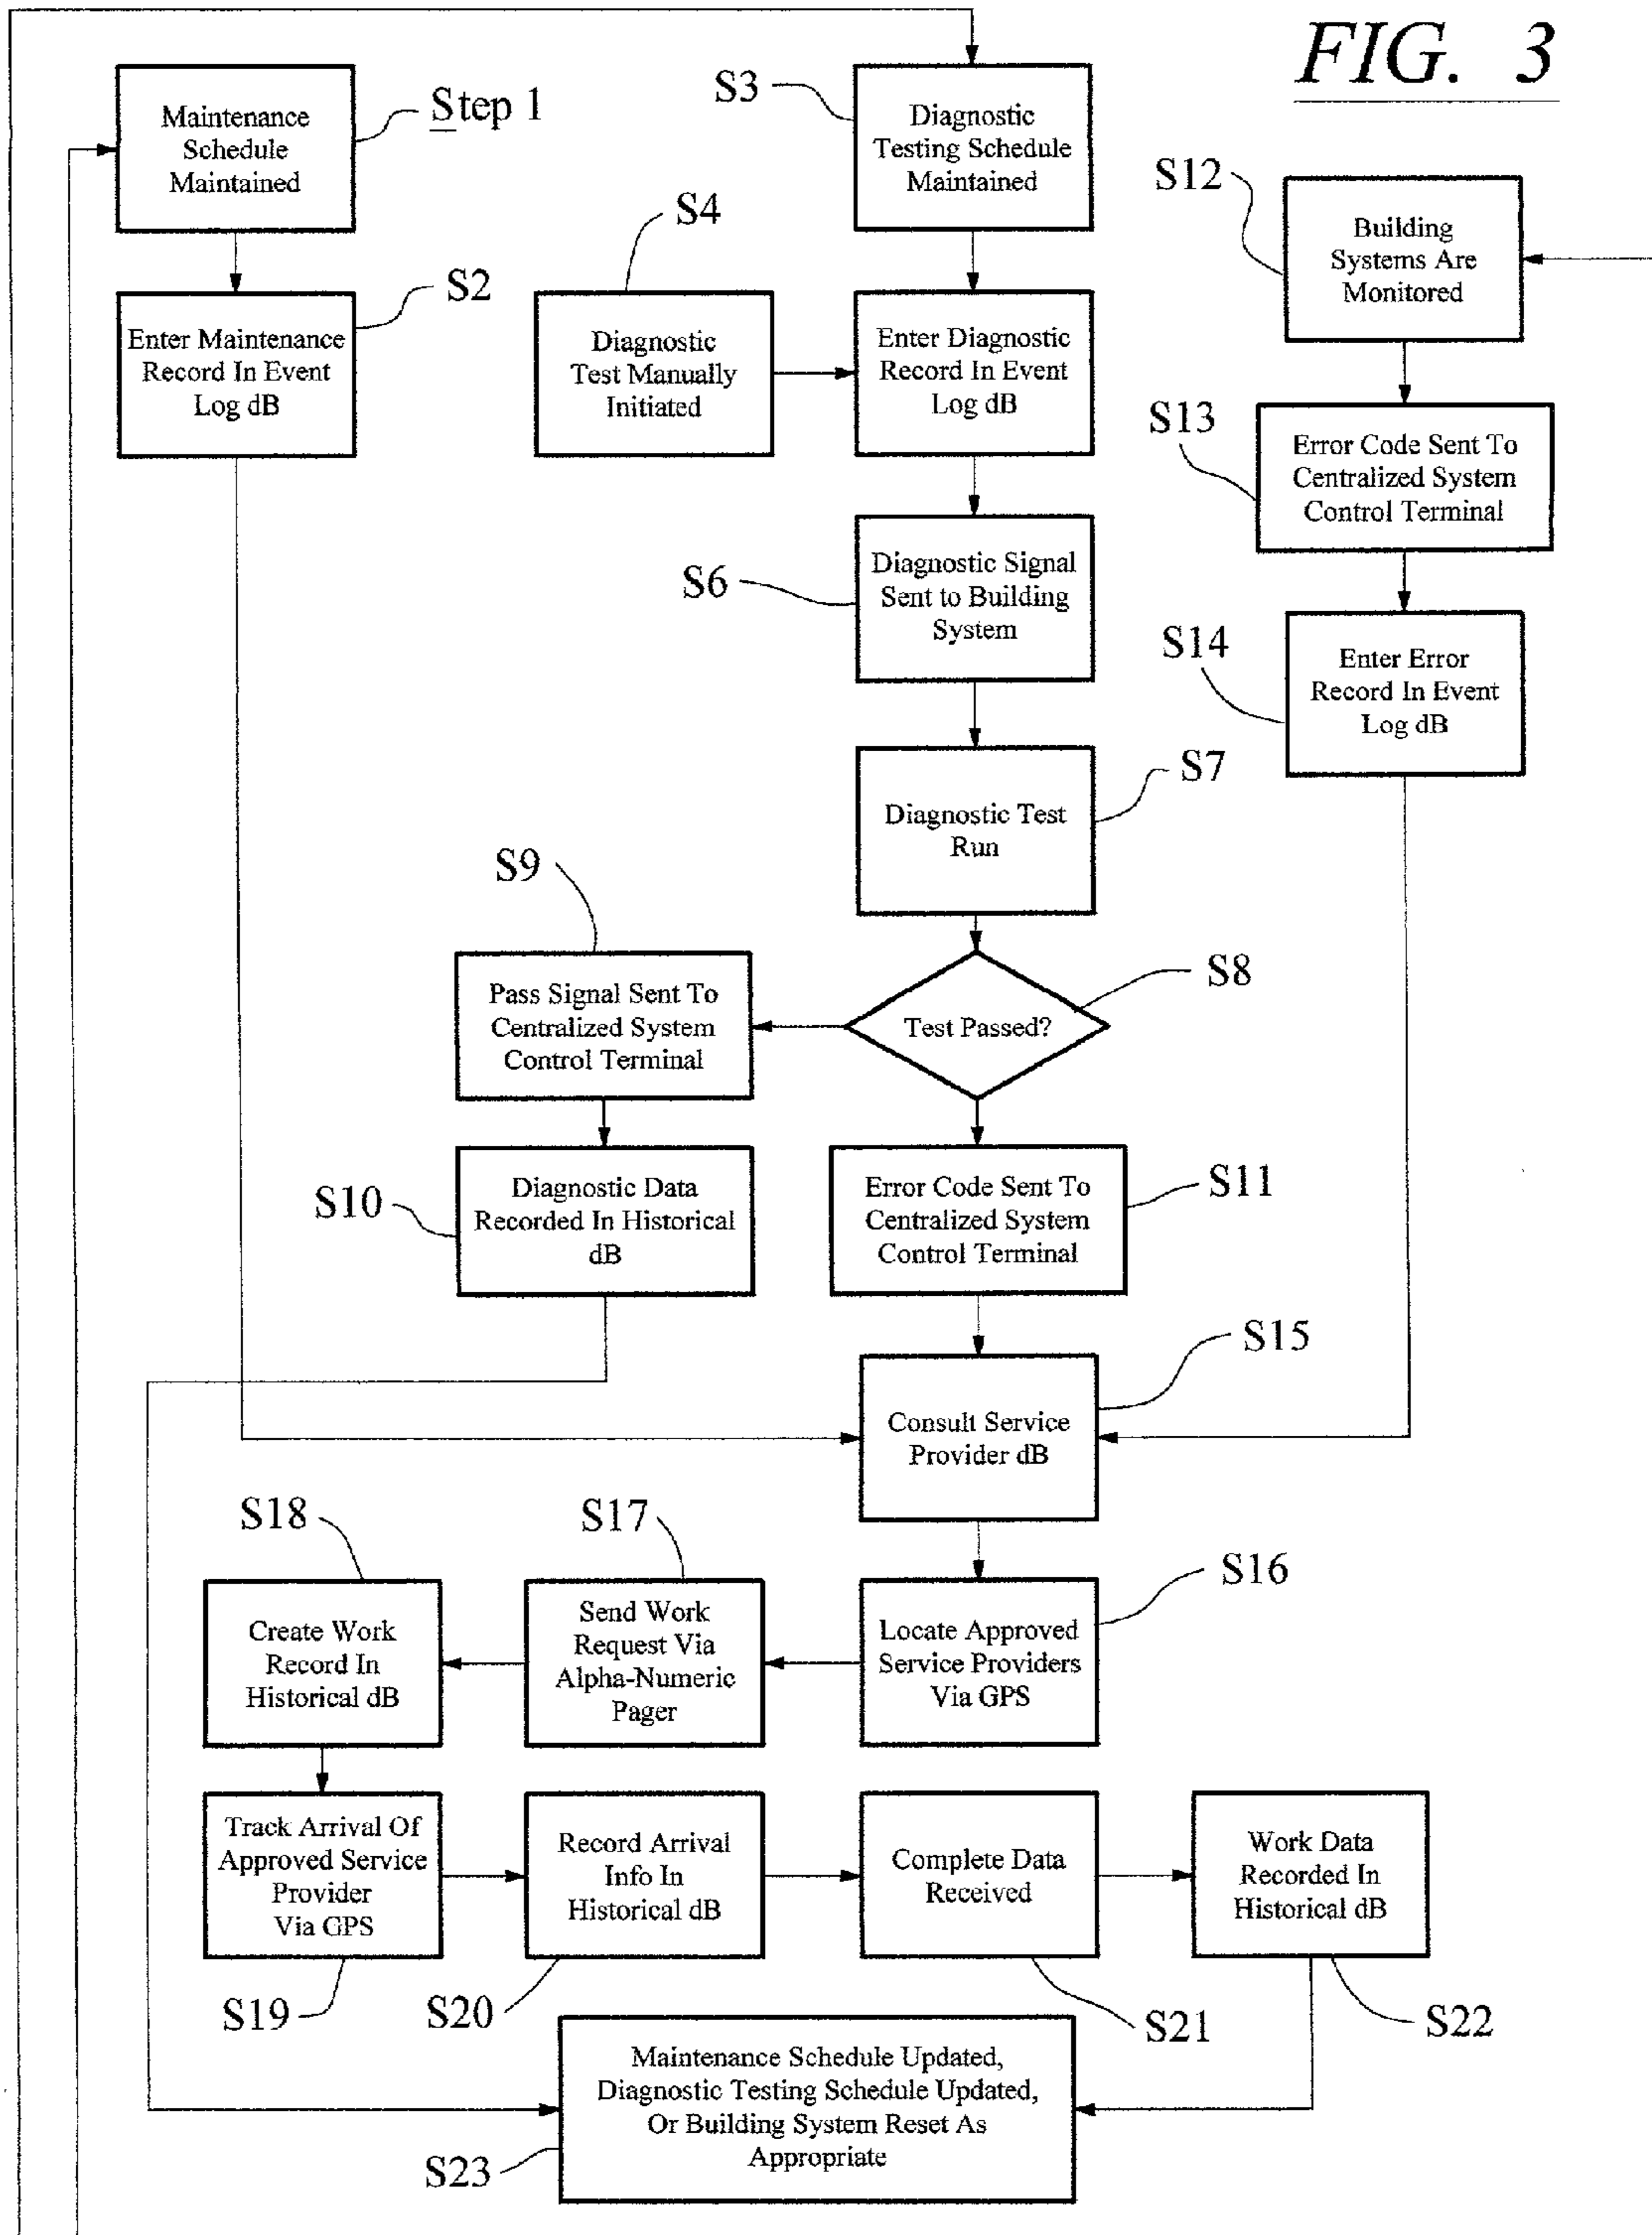 FIG. 3
Maintenance
Schedule
Maintained
Step 1
S3
Diagnostic
Testing Schedule
Maintained
S12
Building
Systems Are
Monitored
Enter Maintenance
Record In Event
Log dB
S2
S4
Diagnostic
Test Manually
Initiated
Enter Diagnostic
Record In Event
Log dB
S13
Error Code Sent To
Centralized System
Control Terminal
S6
Diagnostic Signal
Sent to Building
System
S14
Enter Error
Record In Event
Log dB
S7
Diagnostic Test
Run
S9
Pass Signal Sent To
Centralized System
Control Terminal
S8
Test Passed?
S10
Diagnostic Data
Recorded In Historical
dB
S11
Error Code Sent To
Centralized System
Control Terminal
S15
Consult Service
Provider dB
S18
Create Work
Record In
Historical dB
S17
Send Work
Request Via
Alpha-Numeric
Pager
S16
Locate Approved
Service Providers
Via GPS
Track Arrival Of
Approved Service
Provider
Via GPS
S19
Record Arrival
Info In
Historical dB
S20
Complete Data
Received
S21
Work Data
Recorded In
Historical dB
S22
Maintenance Schedule Updated,
Diagnostic Testing Schedule Updated,
Or Building System Reset As
Appropriate
S23